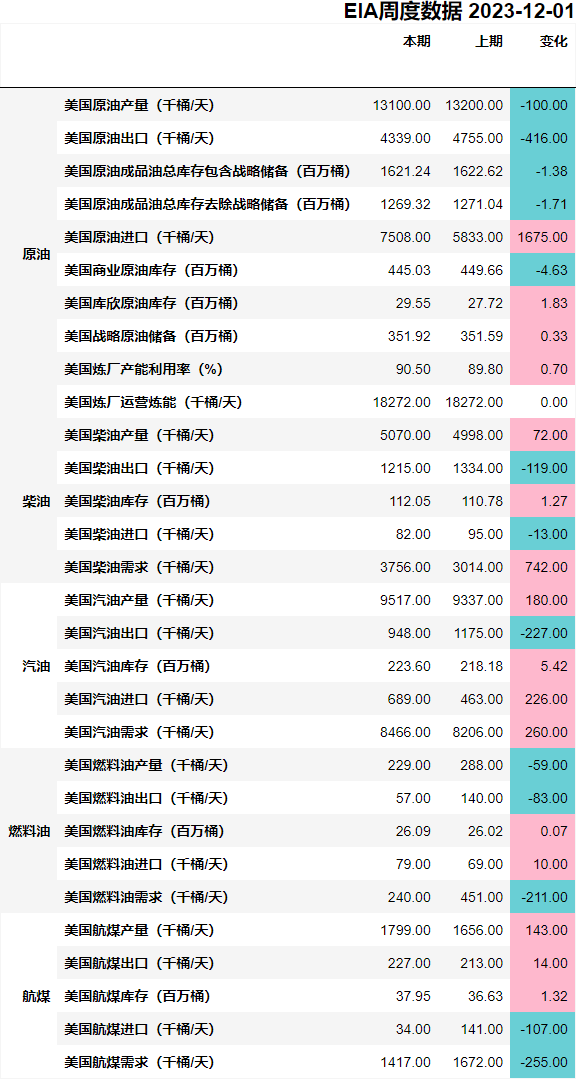 EIA周度数据 2023-12-01
本期 上期 变化
原油
美国原油产量（千桶/天） 13100.00 13200.00 -100.00
美国原油出口（千桶/天） 4339.00 4755.00 -416.00
美国原油成品油总库存包含战略储备（百万桶） 1621.24 1622.62 -1.38
美国原油成品油总库存去除战略储备（百万桶） 1269.32 1271.04 -1.71
美国原油进口（千桶/天） 7508.00 5833.00 1675.00
美国商业原油库存（百万桶） 445.03 449.66 -4.63
美国库欣原油库存（百万桶） 29.55 27.72 1.83
美国战略原油储备（百万桶） 351.92 351.59 0.33
美国炼厂产能利用率（%） 90.50 89.80 0.70
美国炼厂运营炼能（千桶/天） 18272.00 18272.00 0.00
柴油
美国柴油产量（千桶/天） 5070.00 4998.00 72.00
美国柴油出口（千桶/天） 1215.00 1334.00 -119.00
美国柴油库存（百万桶） 112.05 110.78 1.27
美国柴油进口（千桶/天） 82.00 95.00 -13.00
美国柴油需求（千桶/天） 3756.00 3014.00 742.00
汽油
美国汽油产量（千桶/天） 9517.00 9337.00 180.00
美国汽油出口（千桶/天） 948.00 1175.00 -227.00
美国汽油库存（百万桶） 223.60 218.18 5.42
美国汽油进口（千桶/天） 689.00 463.00 226.00
美国汽油需求（千桶/天） 8466.00 8206.00 260.00
燃料油
美国燃料油产量（千桶/天） 229.00 288.00 -59.00
美国燃料油出口（千桶/天） 57.00 140.00 -83.00
美国燃料油库存（百万桶） 26.09 26.02 0.07
美国燃料油进口（千桶/天） 79.00 69.00 10.00
美国燃料油需求（千桶/天） 240.00 451.00 -211.00
航煤
美国航煤产量（千桶/天） 1799.00 1656.00 143.00
美国航煤出口（千桶/天） 227.00 213.00 14.00
美国航煤库存（百万桶） 37.95 36.63 1.32
美国航煤进口（千桶/天） 34.00 141.00 -107.00
美国航煤需求（千桶/天） 1417.00 1672.00 -255.00